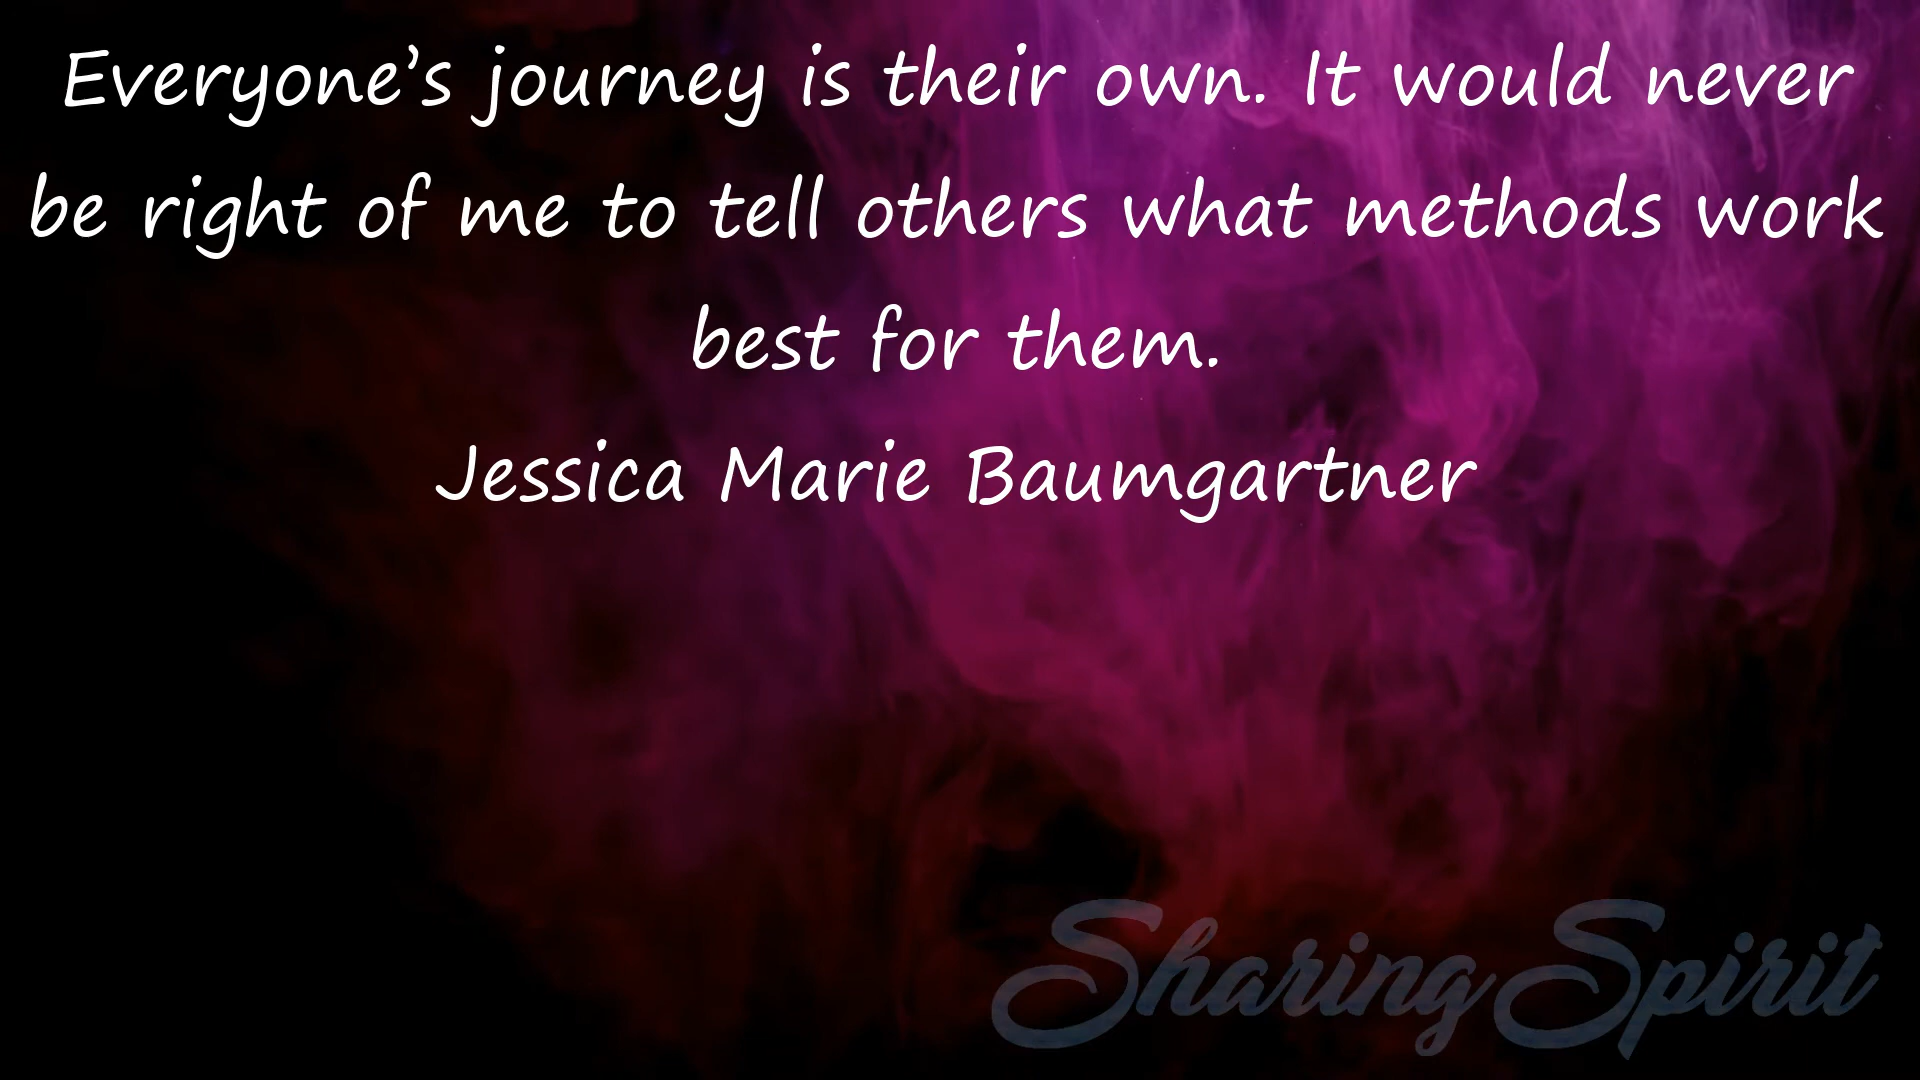 Everyone’s journey is their own. It would never
be right of me to tell others what methods work
best for them.
Jessica Marie Baumgartner
Sharing Spirit